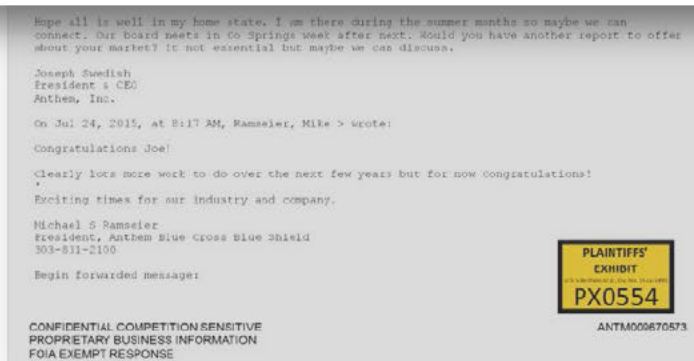 Hope all is well in my home state. I am there during the summer months so maybe we can
connect. Our board meets in Co Springs week after next. Would you have another report to offer
about your market? It not essential but maybe we can discuss.
Joseph Swedish
President & CEO
Anthem, Inc.
On Jul 24, 2015, at 8:17 AM, Ramseier, Mike > wrote:
Congratulations Joe!
Clearly lots more work to do over the next few years but for now Congratulations!
Exciting times for our industry and company.
Michael S Ramseier
President, Anthem Blue Cross Blue Shield
303-831-2100
Begin forwarded message:
PLAINTIFFS'
EXHIBIT
PX0554
CONFIDENTIAL COMPETITION SENSITIVE
PROPRIETARY BUSINESS INFORMATION
FOIA EXEMPT RESPONSE
ANTM009670573